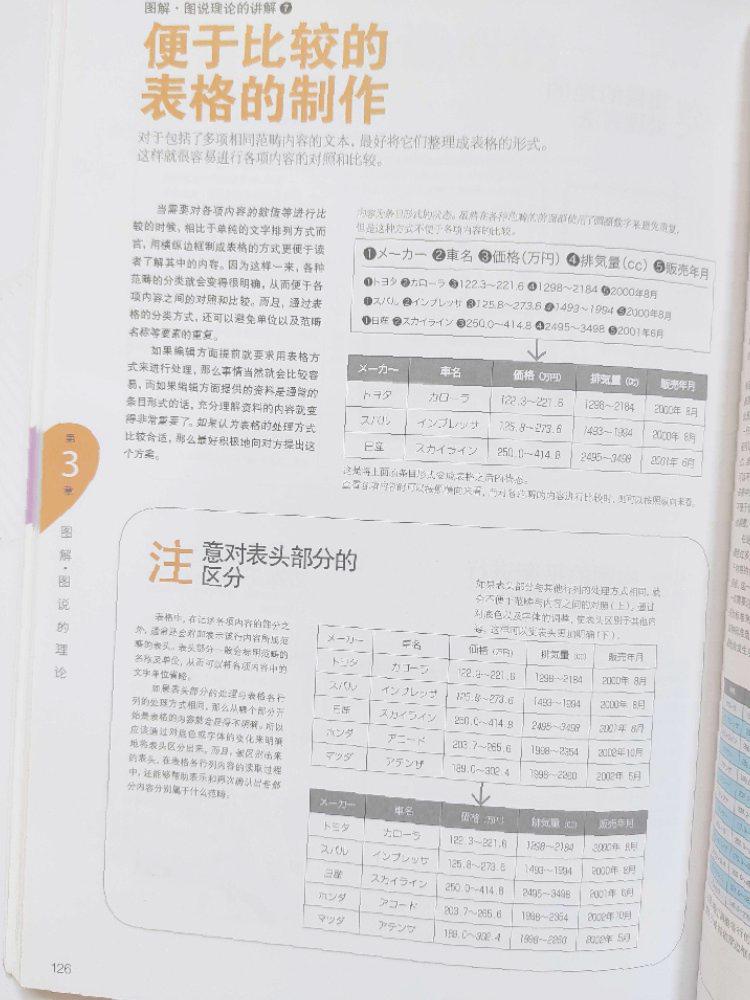 图解·图说理论的讲解❼
便于比较的
表格的制作
对于包括了多项相同范畴内容的文本，最好将它们整理成表格的形式。
这样就很容易进行各项内容的对照和比较。
当需要对各项内容的数值等进行比
较的时候，相比于单纯的文字排列方式而
言，用横纵边框制成表格的方式更便于读
者了解其中的内容。因为这样一来，各种
范畴的分类就会变得很明确，从而便于各
项内容之间的对照和比较。而且，通过表
格的分类方式，还可以避免单位以及范畴
名称等要素的重复。
如果编辑方面提前就要求用表格方
式来进行处理，那么事情当然就会比较容
易，而如果编辑方面提供的资料是通常的
条目形式的话，充分理解资料的内容就变
得非常重要了。如果认为表格的处理方式
比较合适，那么最好积极地向对方提出这
个方案。
内容为条目形式的状态。虽然在各种范畴的前面都使用了圆圈数字来避免重复，
但是这种方式不便于各项内容的比较。
❶メーカー ❷車名 ❸価格(万円) ❹排気量(cc) ❺販売年月
❶トヨタ ❷カローラ ❸122.3~221.6 ❹1298~2184 ❺2000年8月
❶スバル ❷インプレッサ ❸125.8~273.6 ❹1493~1994 ❺2000年8月
❶日産 ❷スカイライン ❸250.0~414.8 ❹2495~3498 ❺2001年6月
メーカー 車名 価格(万円) 排気量(cc) 販売年月
トヨタ カローラ 122.3~221.6 1298~2184 2000年 8月
スバル インプレッサ 125.8~273.6 1493~1994 2000年 8月
日産 スカイライン 250.0~414.8 2495~3498 2001年 6月
这是将上面的条目形式变成表格之后的状态。
查看各项内容时可以按照横向来看，而对各范畴的内容进行比较时，则可以按照纵向来看。
第
3
章
图解·图说的理论
注 意对表头部分的
区分
表格中，在记述各项内容的部分之
外，通常还会有面表示该行内容所属范
畴的表头。表头部分一般会标明范畴的
名称及单位，从而可以将各项内容中的
文字单位省略。
如果表头部分的处理与表格各行
列的处理方式相同，那么从哪个部分开
始是表格的内容就会显得不明确。所以
应该通过对底色或字体的变化来明确
地将表头区分出来。而且，被区别出来
的表头，在表格各行列内容的读取过程
中，还能够帮助表示和再次确认出各部
分内容分别属于什么范畴。
如果表头部分与其他行列的处理方式相同，就
会不便于范畴与内容之间的对照（上）。通过
对底色以及字体的调整，使表头区别于其他内
容，这样可以使表头更加明确（下）。
メーカー 車名 価格(万円) 排気量(cc) 販売年月
トヨタ カローラ 122.3~221.6 1298~2184 2000年 8月
スバル インプレッサ 125.8~273.6 1493~1994 2000年 8月
日産 スカイライン 250.0~414.8 2495~3498 2001年 6月
ホンダ アコード 203.7~265.6 1998~2354 2002年10月
マツダ アテンザ 189.0~302.4 1998~2260 2002年 5月
メーカー 車名 価格(万円) 排気量(cc) 販売年月
トヨタ カローラ 122.3~221.6 1298~2184 2000年 8月
スバル インプレッサ 125.8~273.6 1493~1994 2000年 8月
日産 スカイライン 250.0~414.8 2495~3498 2001年 6月
ホンダ アコード 203.7~265.6 1998~2354 2002年10月
マツダ アテンザ 189.0~302.4 1998~2260 2002年 5月
126